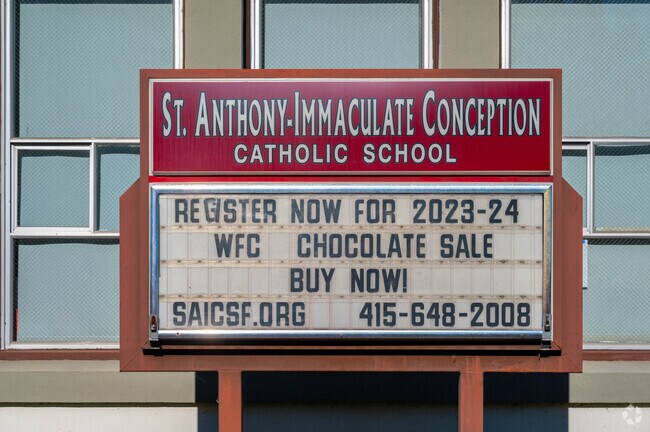 ST. ANTHONY-IMMACULATE CONCEPTION
CATHOLIC SCHOOL
REGISTER NOW FOR 2023-24
WFC CHOCOLATE SALE
BUY NOW!
SAICSF.ORG 415-648-2008